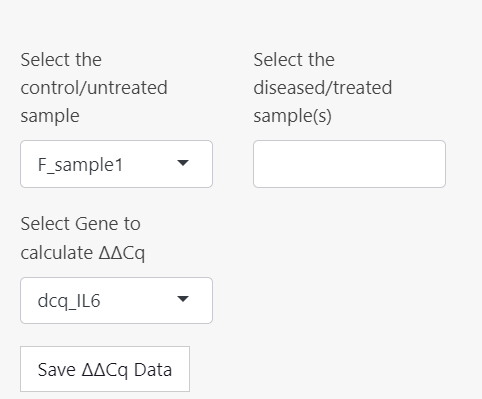 Select the
control/untreated
sample
F_sample1
Select the
diseased/treated
sample(s)
Select Gene to
calculate ΔΔCq
dcq_IL6
Save ΔΔCq Data